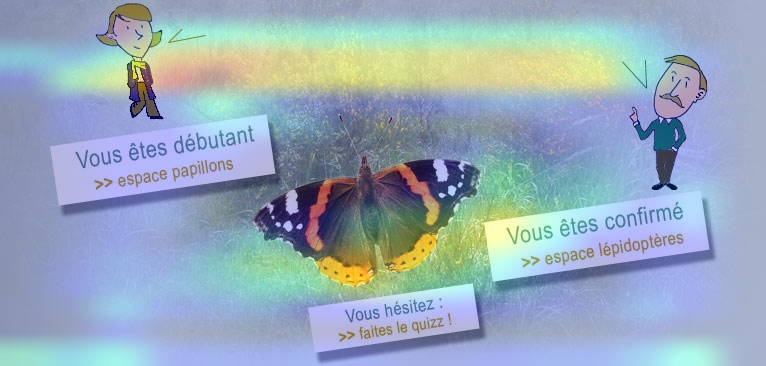 Vous êtes débutant
>> espace papillons
Vous êtes confirmé
>> espace lépidoptères
Vous hésitez :
>> faites le quizz !